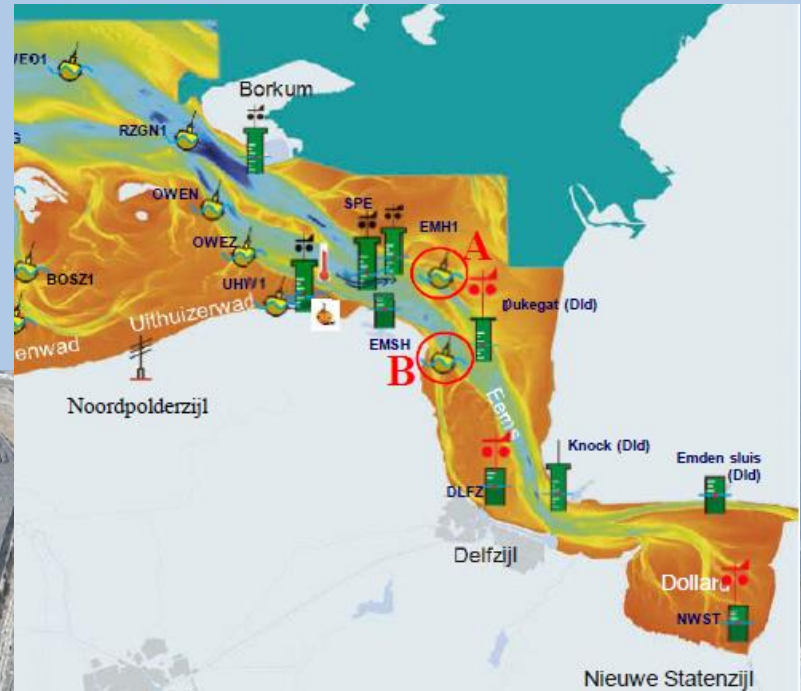 Borkum
RZGN1
OWEN
SPE
EMH1
A
OWEZ
BOSZ1
UHW1
Dukegat (Dld)
Uithuizerwad
enwad
EMSH
B
Noordpolderzijl
Eems
Knock (Dld)
Emden sluis
(Dld)
DLFZ
Delfzijl
Dollard
NWST
Nieuwe Statenzijl